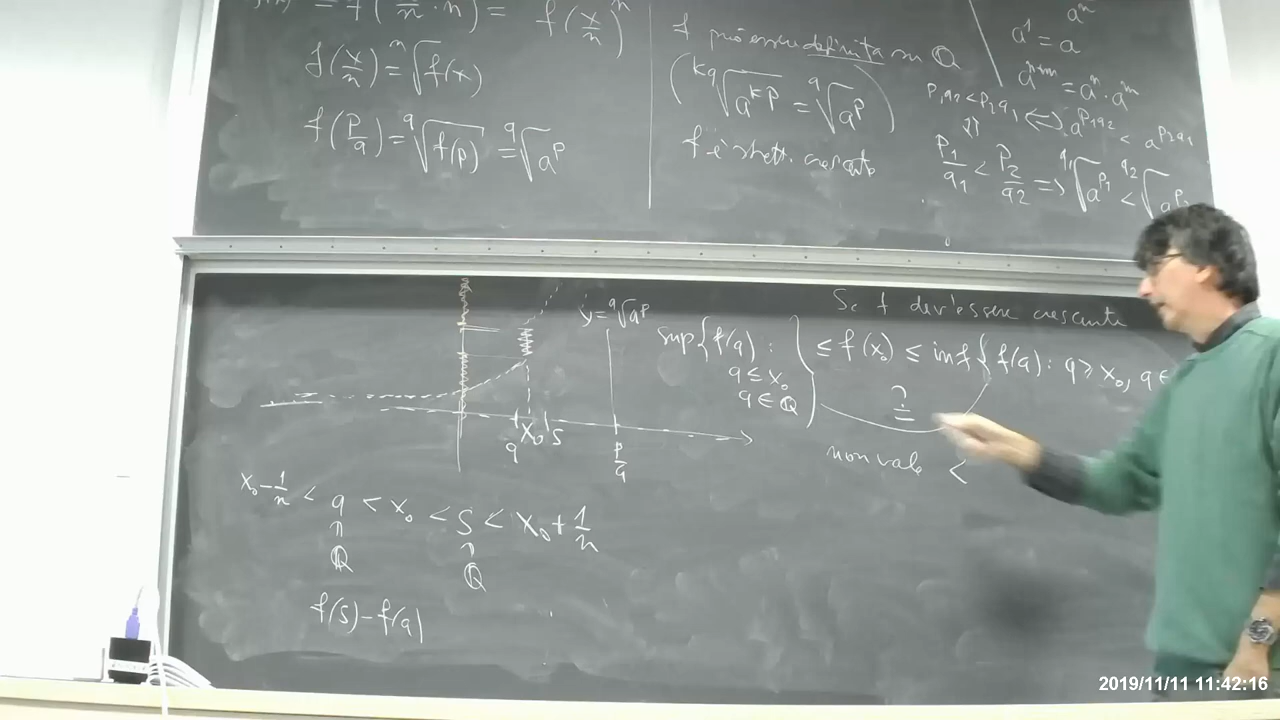 = f(x/n · n) = f(x/n)^n
f(x/n) = ⁿ√f(x)
f(p/q) = ^q√f(p) = ^q√a^p
f può essere definita su ℚ
(^kq√a^kp = ^q√a^p)
f è strett. crescente
a^n
a¹ = a
a^n+m = a^n · a^m
p₁q₂ < p₂q₁ ⟺ a^p₁q₂ < a^p₂q₁
p₁/q₁ < p₂/q₂ ⟹ ^q₁√a^p₁ < ^q₂√a^p₂
Se f dev'essere crescente
y = ^q√a^p
sup{f(q) : q ≤ x₀ q ∈ ℚ} ≤ f(x₀) ≤ inf{f(q) : q ≥ x₀, q ∈
? =
non vale <
q x₀ s p/q
x₀ − 1/n < q < x₀ < s < x₀ + 1/n
∩ ∩
ℚ ℚ
f(s) − f(q)
2019/11/11 11:42:16